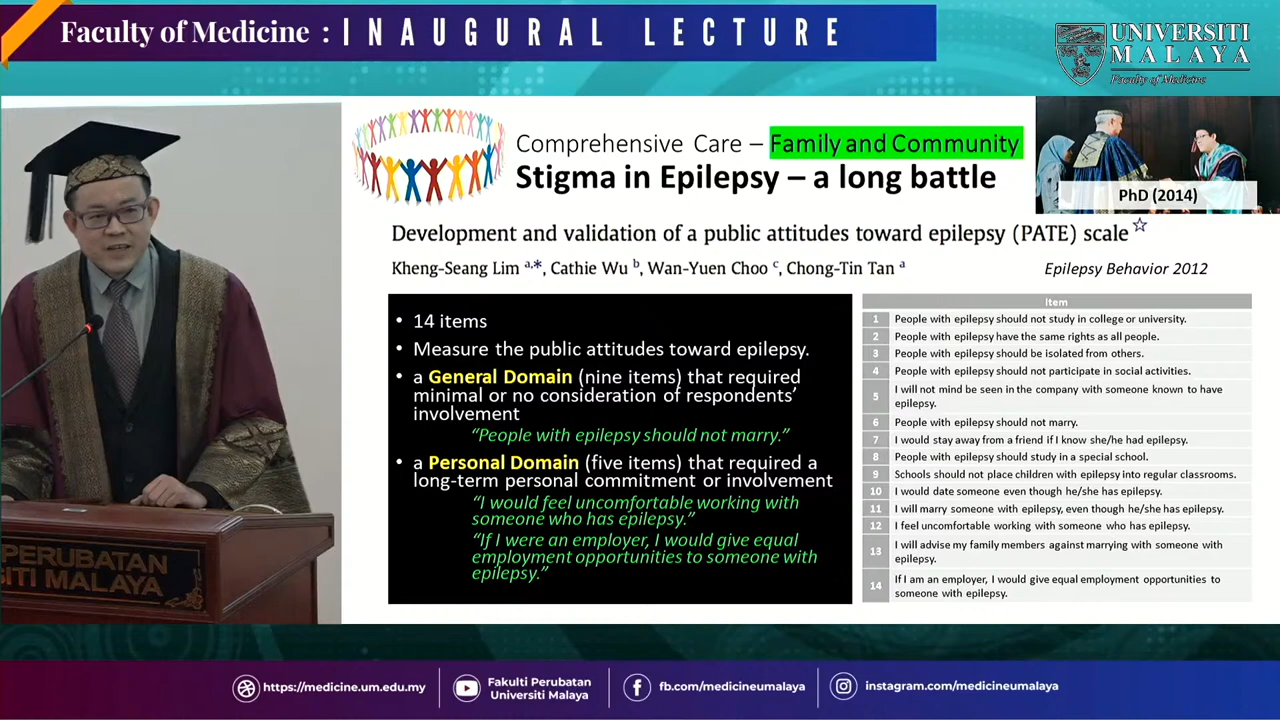 Faculty of Medicine : INAUGURAL LECTURE
UNIVERSITI
MALAYA
Faculty of Medicine
Comprehensive Care – Family and Community
Stigma in Epilepsy – a long battle
PhD (2014)
Development and validation of a public attitudes toward epilepsy (PATE) scale☆
Kheng-Seang Lim a,*, Cathie Wu b, Wan-Yuen Choo c, Chong-Tin Tan a
Epilepsy Behavior 2012
• 14 items
• Measure the public attitudes toward epilepsy.
• a General Domain (nine items) that required
minimal or no consideration of respondents'
involvement
“People with epilepsy should not marry.”
• a Personal Domain (five items) that required a
long-term personal commitment or involvement
“I would feel uncomfortable working with
someone who has epilepsy.”
“If I were an employer, I would give equal
employment opportunities to someone with
epilepsy.”
Item
1 People with epilepsy should not study in college or university.
2 People with epilepsy have the same rights as all people.
3 People with epilepsy should be isolated from others.
4 People with epilepsy should not participate in social activities.
5 I will not mind be seen in the company with someone known to have
epilepsy.
6 People with epilepsy should not marry.
7 I would stay away from a friend if I know she/he had epilepsy.
8 People with epilepsy should study in a special school.
9 Schools should not place children with epilepsy into regular classrooms.
10 I would date someone even though he/she has epilepsy.
11 I will marry someone with epilepsy, even though he/she has epilepsy.
12 I feel uncomfortable working with someone who has epilepsy.
13 I will advise my family members against marrying with someone with
epilepsy.
14 If I am an employer, I would give equal employment opportunities to
someone with epilepsy.
PERUBATAN
SITI MALAYA
https://medicine.um.edu.my
Fakulti Perubatan
Universiti Malaya
fb.com/medicineumalaya
instagram.com/medicineumalaya